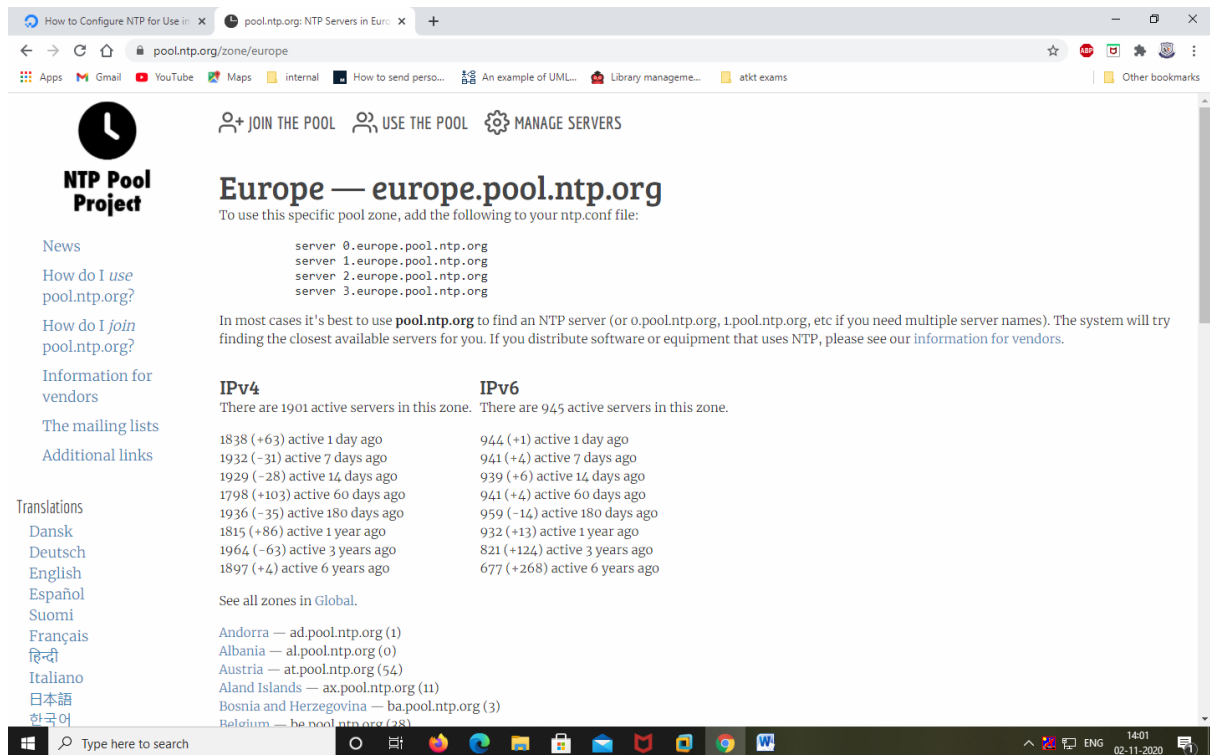 How to Configure NTP for Use in
pool.ntp.org: NTP Servers in Euro
pool.ntp.org/zone/europe
ABP
Apps
Gmail
YouTube
Maps
internal
How to send perso...
An example of UML...
Library manageme...
atkt exams
Other bookmarks
NTP Pool
Project
JOIN THE POOL
USE THE POOL
MANAGE SERVERS
Europe — europe.pool.ntp.org
To use this specific pool zone, add the following to your ntp.conf file:
server 0.europe.pool.ntp.org
server 1.europe.pool.ntp.org
server 2.europe.pool.ntp.org
server 3.europe.pool.ntp.org
In most cases it's best to use pool.ntp.org to find an NTP server (or 0.pool.ntp.org, 1.pool.ntp.org, etc if you need multiple server names). The system will try
finding the closest available servers for you. If you distribute software or equipment that uses NTP, please see our information for vendors.
IPv4
There are 1901 active servers in this zone.
1838 (+63) active 1 day ago
1932 (-31) active 7 days ago
1929 (-28) active 14 days ago
1798 (+103) active 60 days ago
1936 (-35) active 180 days ago
1815 (+86) active 1 year ago
1964 (-63) active 3 years ago
1897 (+4) active 6 years ago
IPv6
There are 945 active servers in this zone.
944 (+1) active 1 day ago
941 (+4) active 7 days ago
939 (+6) active 14 days ago
941 (+4) active 60 days ago
959 (-14) active 180 days ago
932 (+13) active 1 year ago
821 (+124) active 3 years ago
677 (+268) active 6 years ago
See all zones in Global.
Andorra — ad.pool.ntp.org (1)
Albania — al.pool.ntp.org (0)
Austria — at.pool.ntp.org (54)
Aland Islands — ax.pool.ntp.org (11)
Bosnia and Herzegovina — ba.pool.ntp.org (3)
Belgium — be.pool.ntp.org (38)
News
How do I use
pool.ntp.org?
How do I join
pool.ntp.org?
Information for
vendors
The mailing lists
Additional links
Translations
Dansk
Deutsch
English
Español
Suomi
Français
हिन्दी
Italiano
日本語
한국어
Type here to search
ENG
14:01
02-11-2020